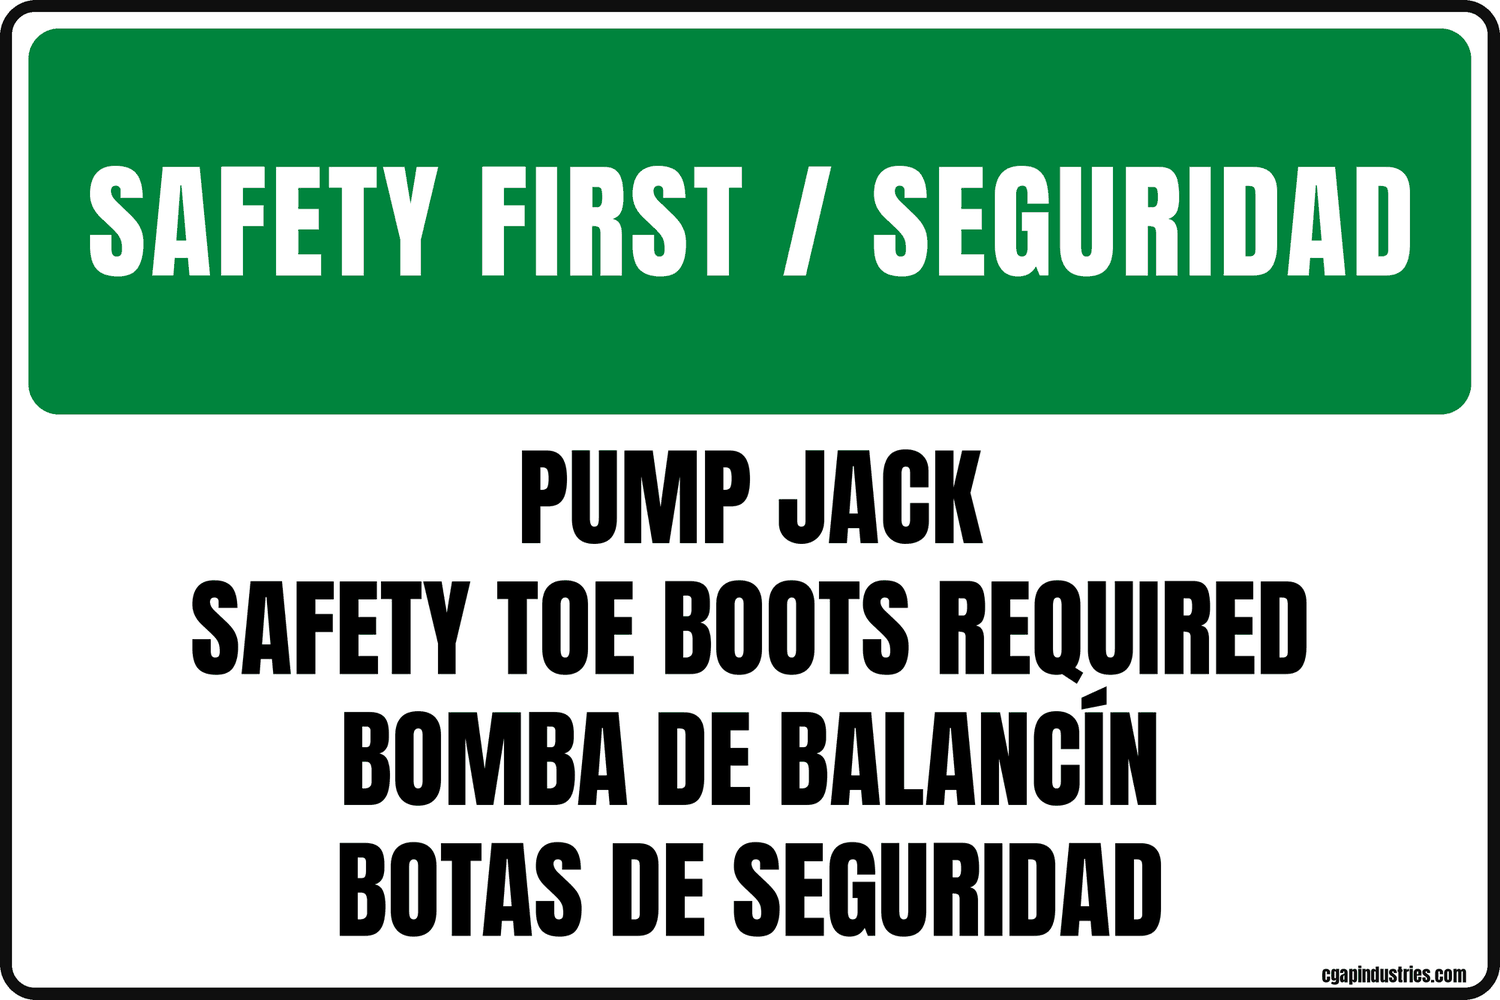 SAFETY FIRST / SEGURIDAD
PUMP JACK
SAFETY TOE BOOTS REQUIRED
BOMBA DE BALANCÍN
BOTAS DE SEGURIDAD
cgapindustries.com